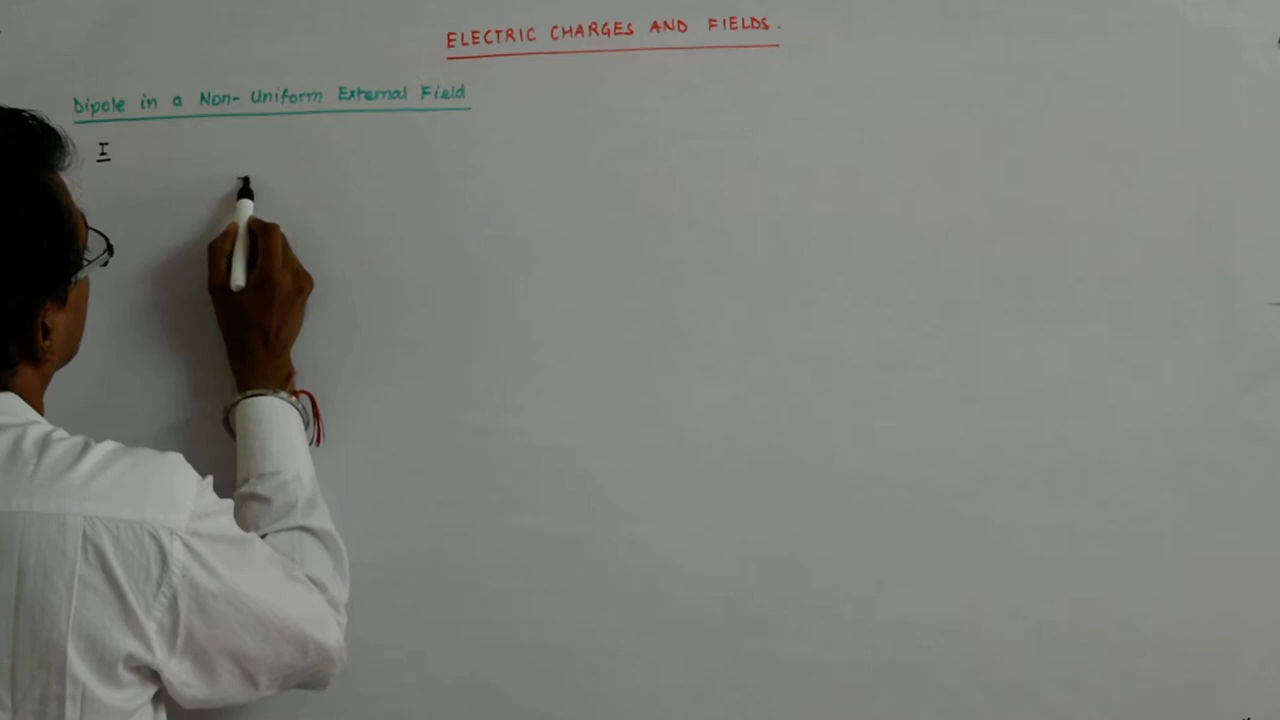 ELECTRIC CHARGES AND FIELDS.
Dipole in a Non-Uniform External Field
I